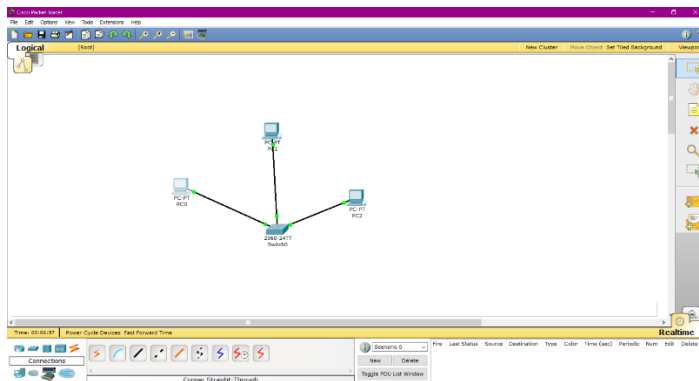 Cisco Packet Tracer
File Edit Options View Tools Extensions Help
Logical [Root] New Cluster Move Object Set Tiled Background Viewport
PC-PT
PC1
PC-PT
PC0
PC-PT
PC2
2960-24TT
Switch0
Time: 00:00:57 Power Cycle Devices Fast Forward Time Realtime
Scenario 0 Fire Last Status Source Destination Type Color Time (sec) Periodic Num Edit Delete
Connections New Delete
Toggle PDU List Window
Copper Straight-Through